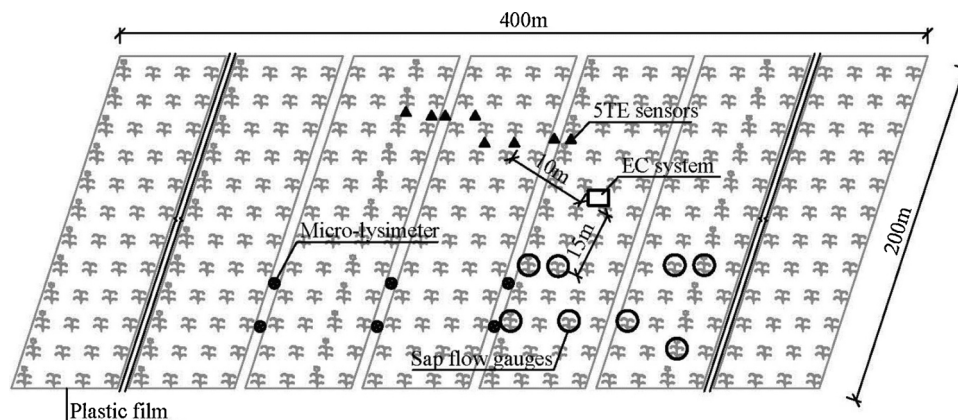 400m
5TE sensors
10m
EC system
Micro-lysimeter
15m
200m
Sap flow gauges
Plastic film